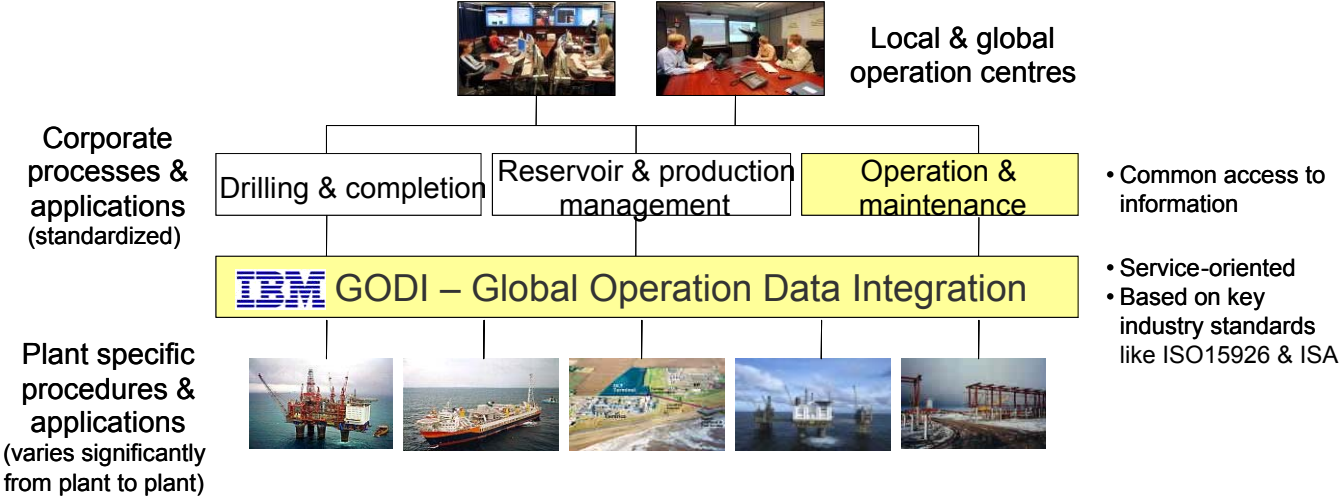 Local & global
operation centres
Corporate
processes &
applications
(standardized)
Drilling & completion
Reservoir & production
management
Operation &
maintenance
• Common access to
information
IBM GODI – Global Operation Data Integration
• Service-oriented
• Based on key
industry standards
like ISO15926 & ISA
Plant specific
procedures &
applications
(varies significantly
from plant to plant)